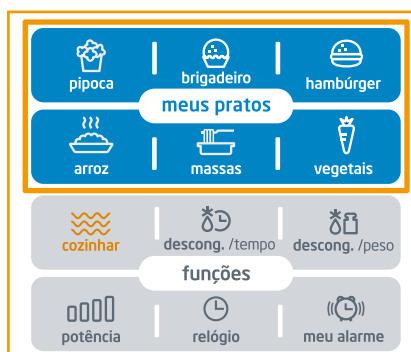 pipoca
brigadeiro
hambúrger
meus pratos
arroz
massas
vegetais
cozinhar
descong. /tempo
descong. /peso
funções
potência
relógio
meu alarme